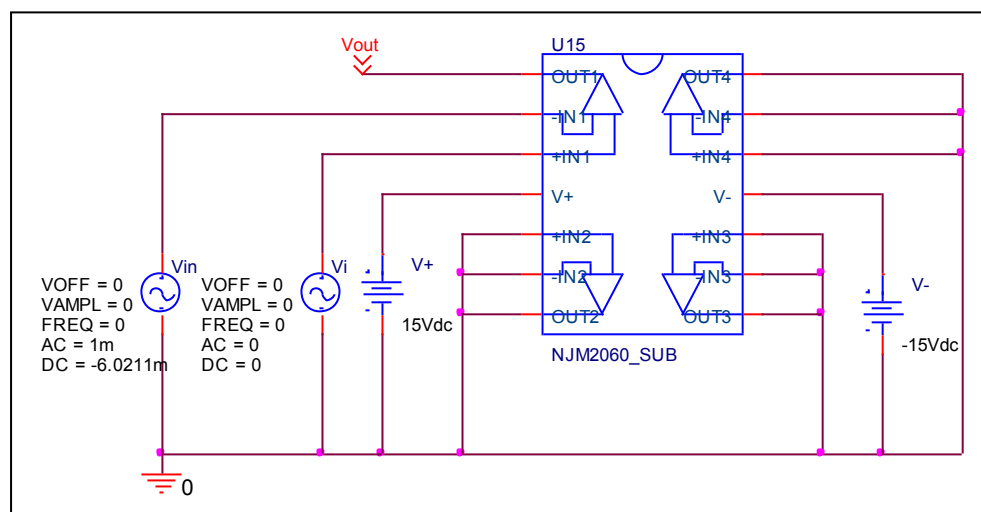 Vout
U15
OUT1
-IN1
+IN1
V+
+IN2
-IN2
OUT2
OUT4
-IN4
+IN4
V-
+IN3
-IN3
OUT3
NJM2060_SUB
Vin
VOFF = 0
VAMPL = 0
FREQ = 0
AC = 1m
DC = -6.0211m
Vi
VOFF = 0
VAMPL = 0
FREQ = 0
AC = 0
DC = 0
V+
15Vdc
V-
-15Vdc
0